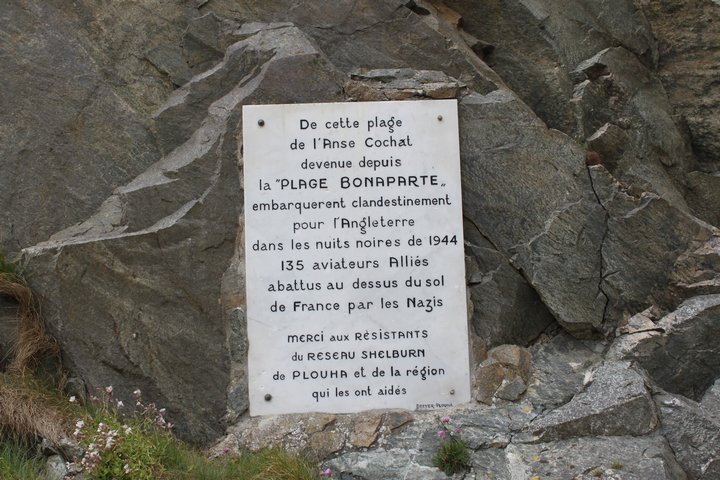 De cette plage
de l'Anse Cochat
devenue depuis
la "PLAGE BONAPARTE„
embarquerent clandestinement
pour l'Angleterre
dans les nuits noires de 1944
135 aviateurs Alliés
abattus au dessus du sol
de France par les Nazis
MERCI AUX RÉSISTANTS
du RESEAU SHELBURN
de PLOUHA et de la région
qui les ont aidés